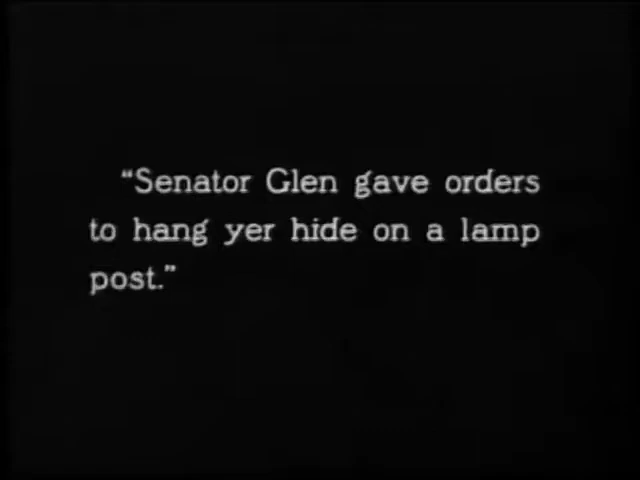 “Senator Glen gave orders
to hang yer hide on a lamp
post.”